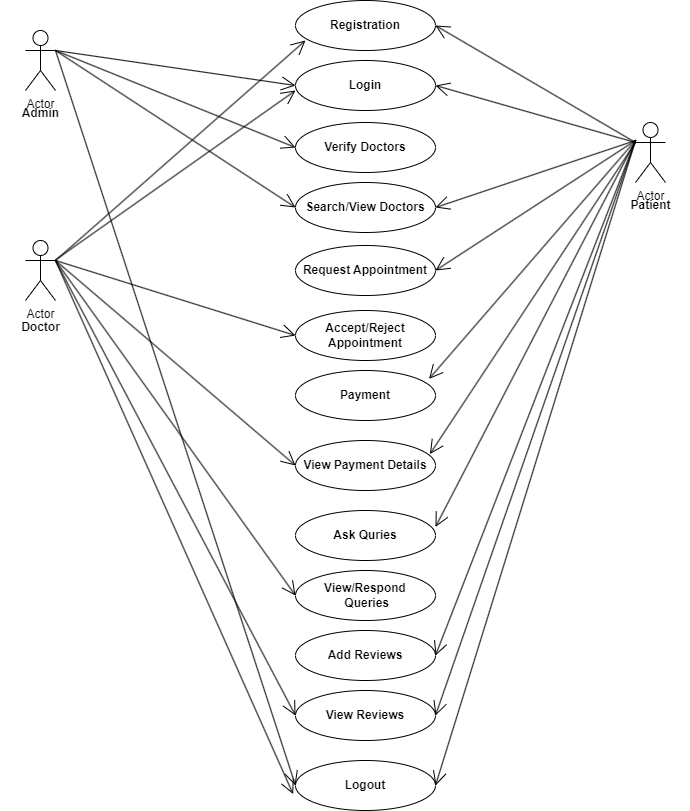 Registration
Actor
Admin
Login
Verify Doctors
Search/View Doctors
Actor
Patient
Request Appointment
Actor
Doctor
Accept/Reject
Appointment
Payment
View Payment Details
Ask Quries
View/Respond
Queries
Add Reviews
View Reviews
Logout